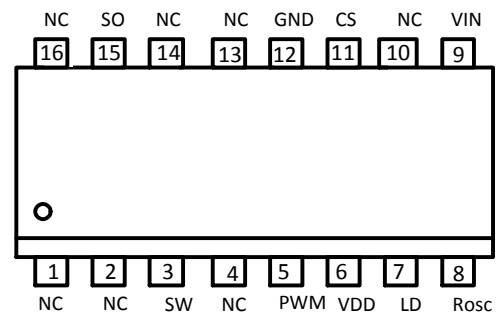 NC SO NC NC GND CS NC VIN
16 15 14 13 12 11 10 9
1 2 3 4 5 6 7 8
NC NC SW NC PWM VDD LD Rosc